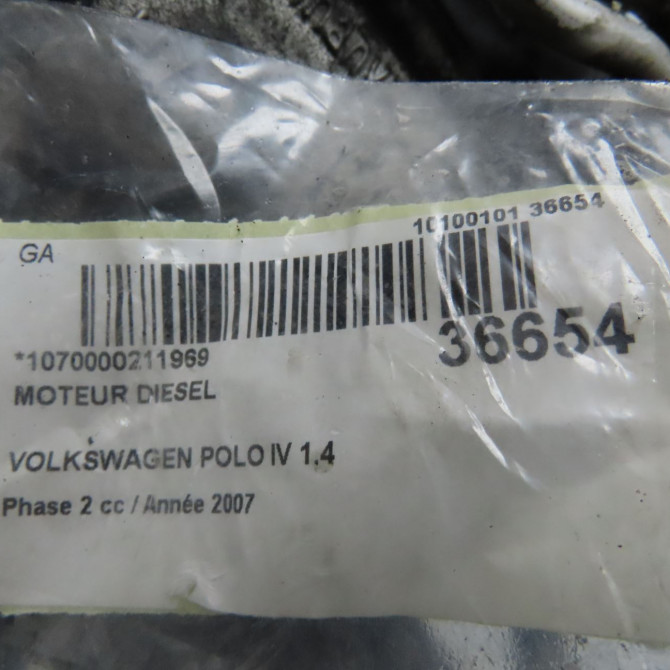 GA
10100101 36654
36654
*1070000211969
MOTEUR DIESEL
VOLKSWAGEN POLO IV 1.4
Phase 2 cc / Année 2007